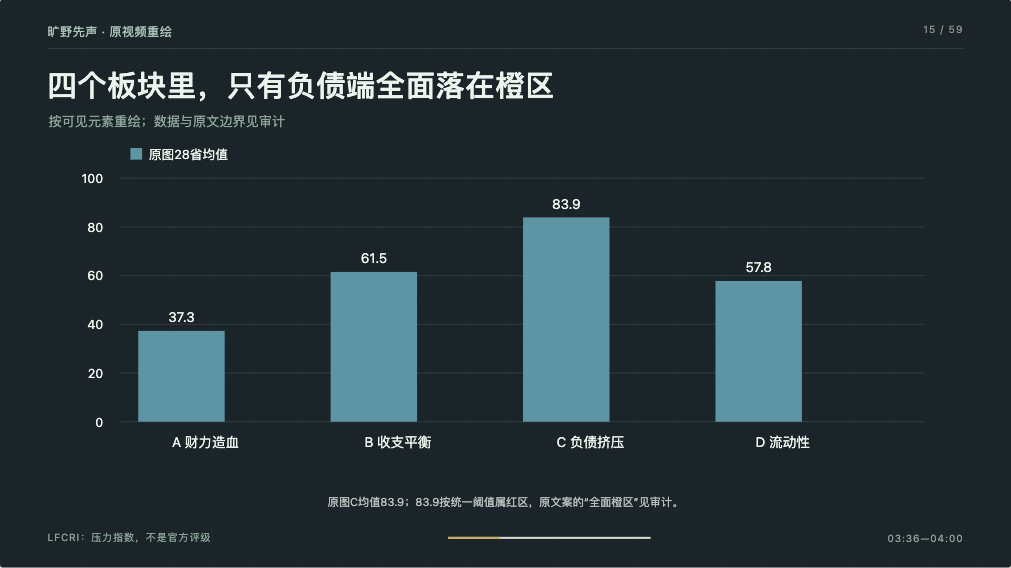 旷野先声 · 原视频重绘
15 / 59
四个板块里，只有负债端全面落在橙区
按可见元素重绘；数据与原文边界见审计
原图28省均值
100
80
60
40
20
0
37.3
61.5
83.9
57.8
A 财力造血
B 收支平衡
C 负债挤压
D 流动性
原图C均值83.9；83.9按统一阈值属红区，原文案的“全面橙区”见审计。
LFCRI：压力指数，不是官方评级
03:36—04:00